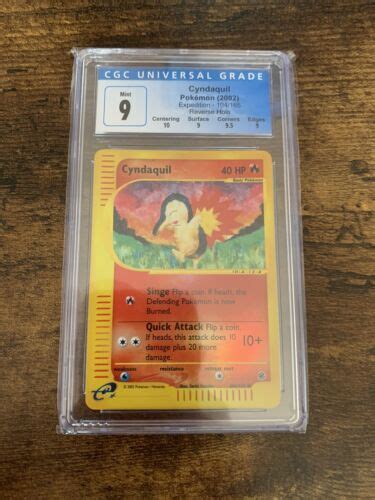 CGC UNIVERSAL GRADE
Mint
9
Cyndaquil
Pokémon (2002)
Expedition - 104/165
Reverse Holo
Centering Surface Corners Edges
10 9 9.5 9
Cyndaquil 40 HP
Basic Pokémon
Singe Flip a coin. If heads, the
Defending Pokémon is now
Burned.
Quick Attack Flip a coin.
If heads, this attack does 10
damage plus 20 more
damage.
10+
weakness resistance retreat cost